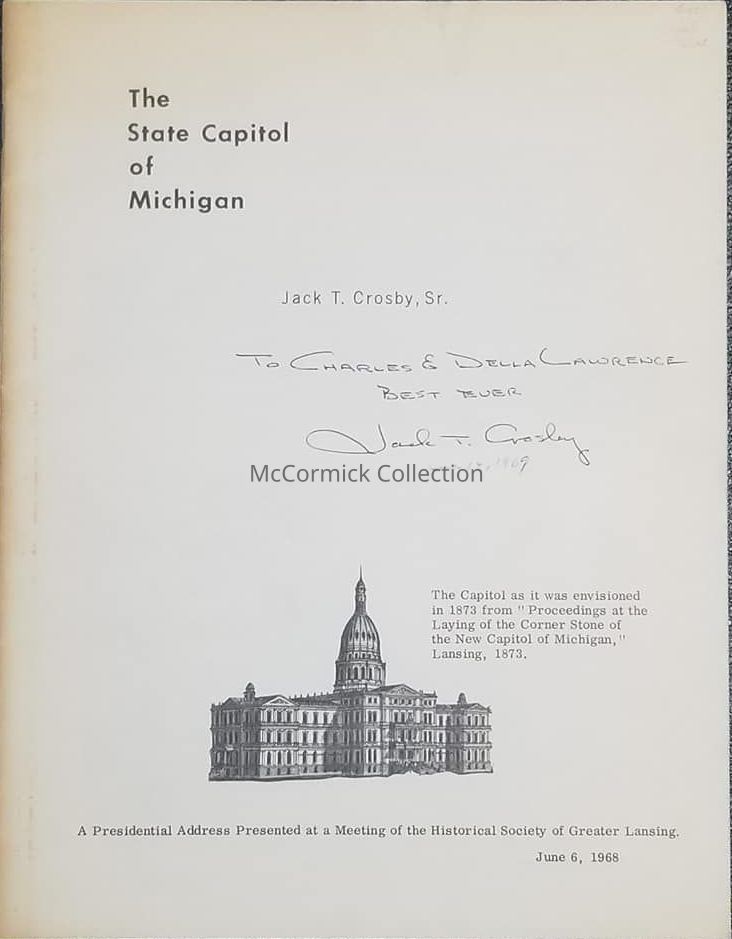 The
State Capitol
of
Michigan
Jack T. Crosby, Sr.
To Charles & Della Lawrence
Best Ever
Jack T. Crosby
1969
McCormick Collection
The Capitol as it was envisioned
in 1873 from "Proceedings at the
Laying of the Corner Stone of
the New Capitol of Michigan,"
Lansing, 1873.
A Presidential Address Presented at a Meeting of the Historical Society of Greater Lansing.
June 6, 1968